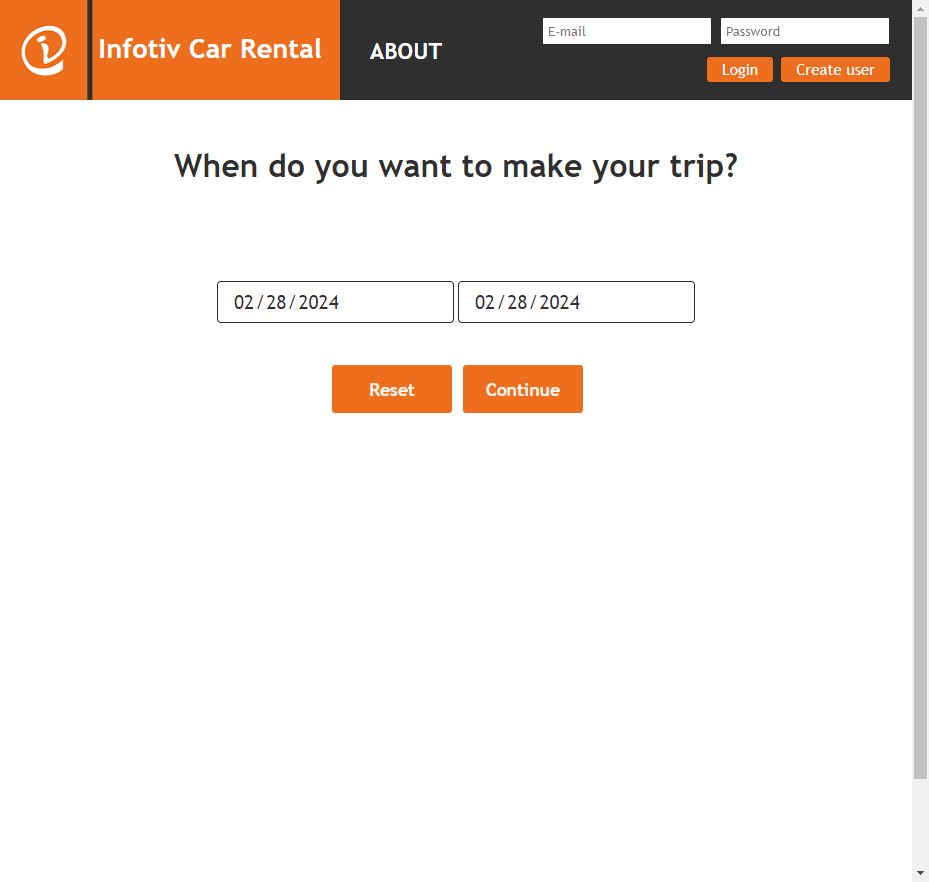 Infotiv Car Rental
ABOUT
E-mail
Password
Login
Create user
When do you want to make your trip?
02/28/2024
02/28/2024
Reset
Continue